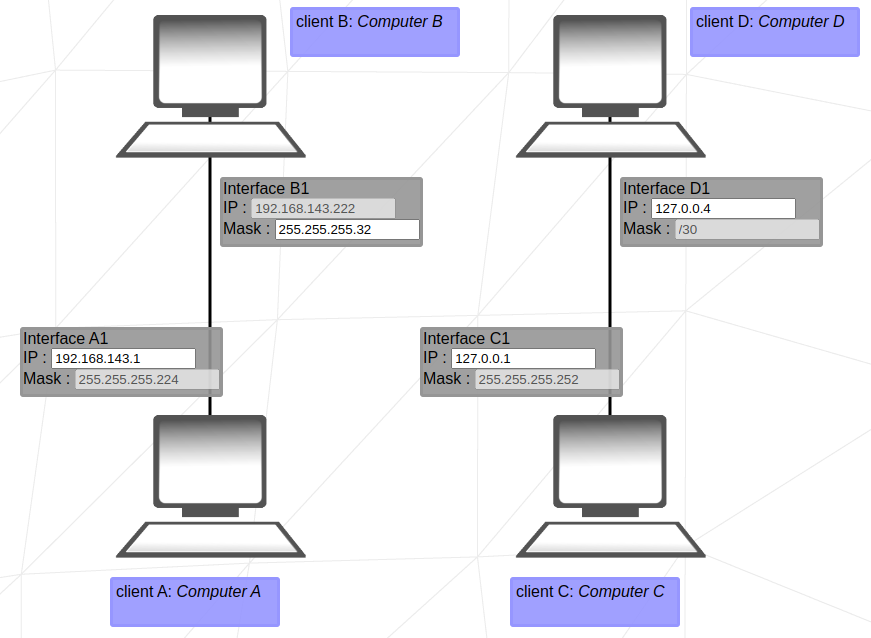 client B: Computer B
client D: Computer D
Interface B1
IP : 192.168.143.222
Mask : 255.255.255.32
Interface D1
IP : 127.0.0.4
Mask : /30
Interface A1
IP : 192.168.143.1
Mask : 255.255.255.224
Interface C1
IP : 127.0.0.1
Mask : 255.255.255.252
client A: Computer A
client C: Computer C